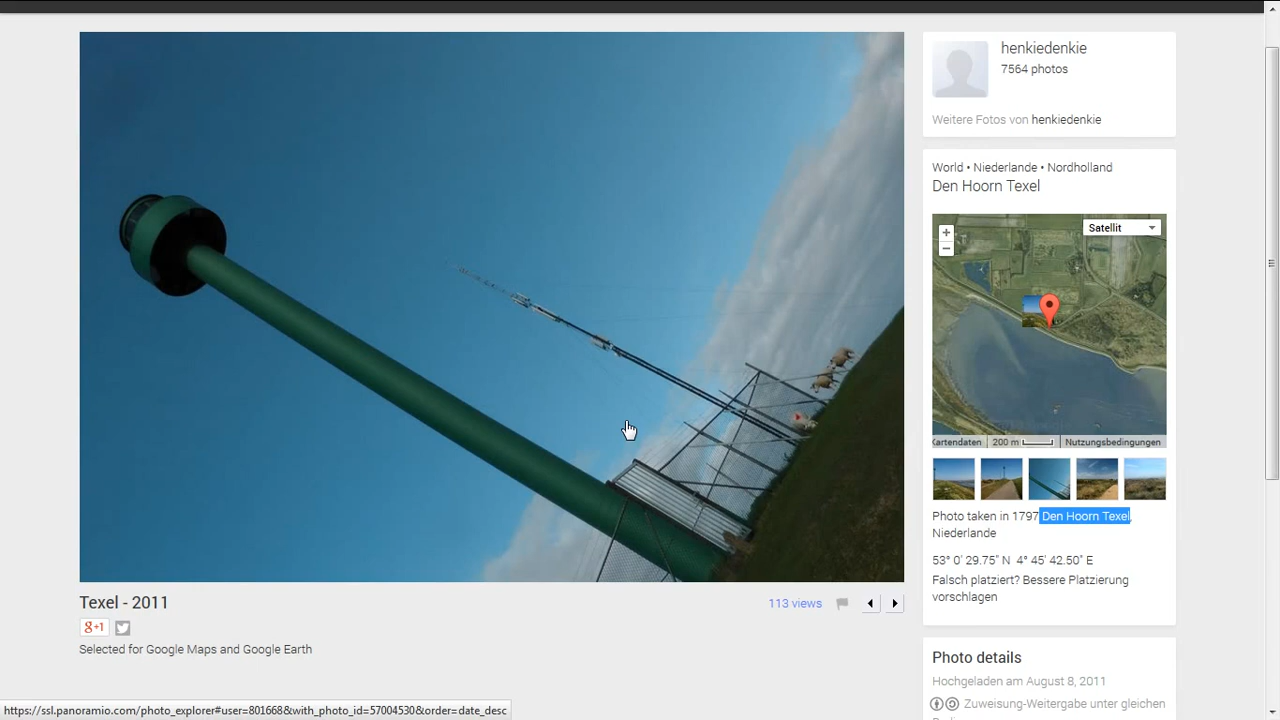 henkiedenkie
7564 photos
Weitere Fotos von henkiedenkie
World • Niederlande • Nordholland
Den Hoorn Texel
+
−
Satellit
Kartendaten 200 m Nutzungsbedingungen
Photo taken in 1797 Den Hoorn Texel,
Niederlande
53° 0' 29.75" N 4° 45' 42.50" E
Falsch platziert? Bessere Platzierung
vorschlagen
Texel - 2011
113 views
g+1
Selected for Google Maps and Google Earth
Photo details
Hochgeladen am August 8, 2011
Zuweisung-Weitergabe unter gleichen
https://ssl.panoramio.com/photo_explorer#user=801868&with_photo_id=57004530&order=date_desc